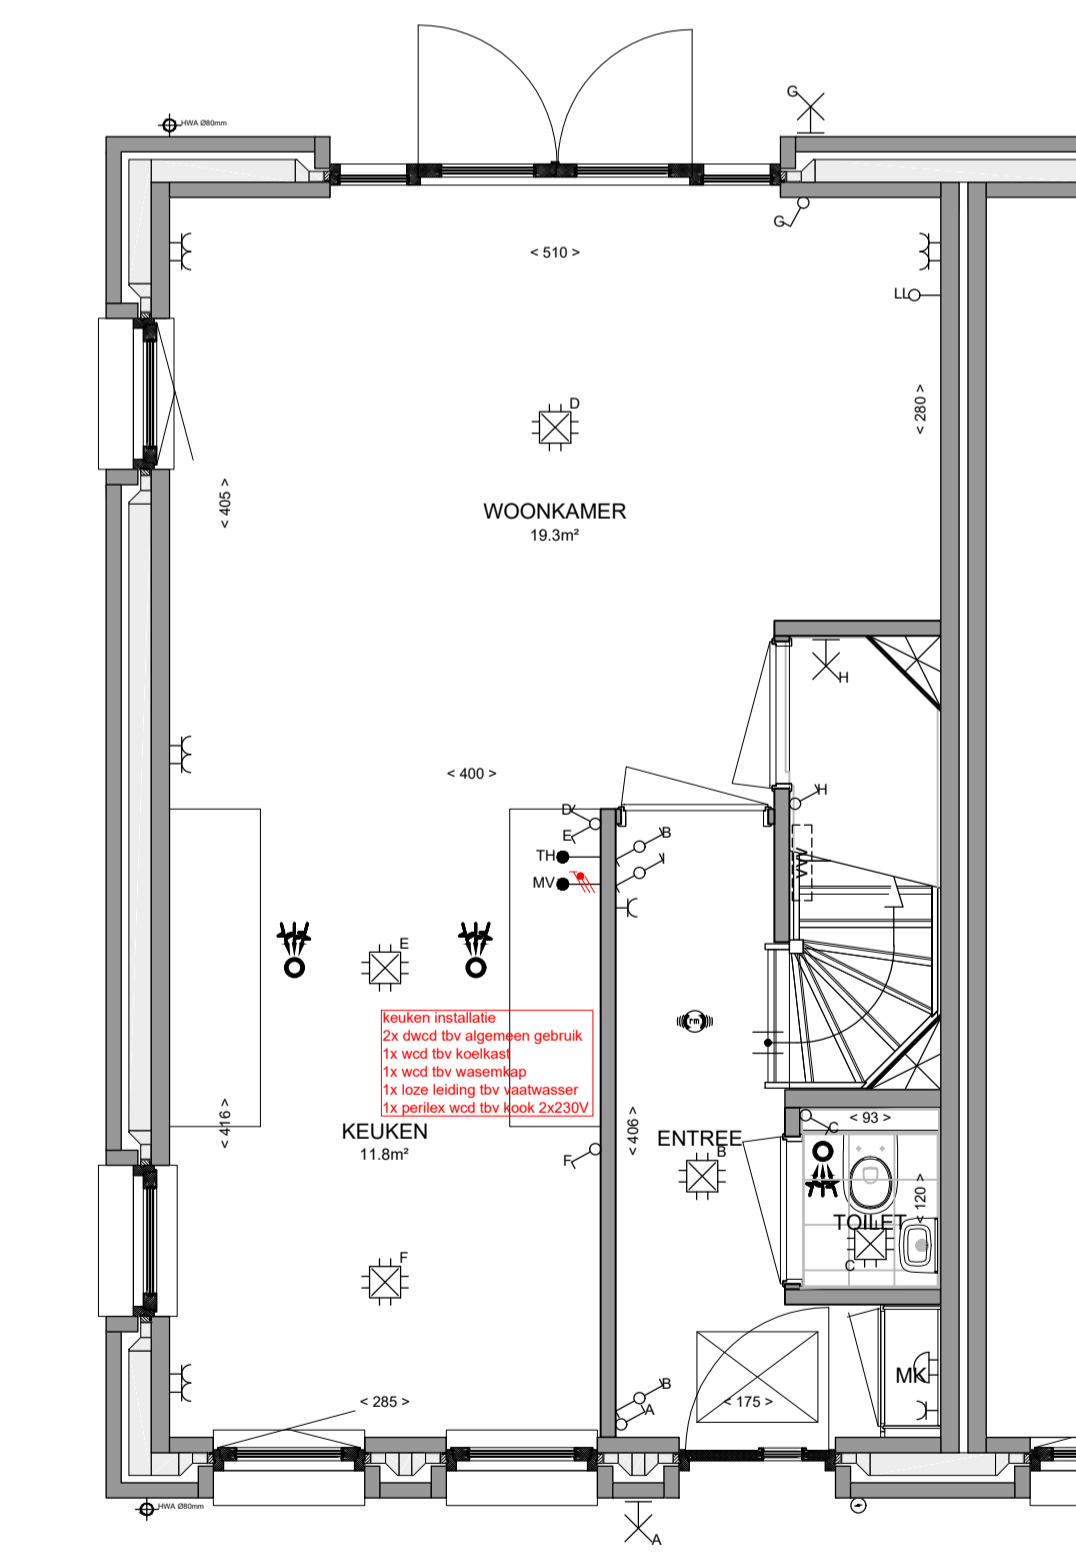 G
HWA Ø80mm
G
< 510 >
LL
< 280 >
D
< 405 >
WOONKAMER
19.3m²
H
< 400 >
H
D
E
B
TH
I
MV
VW
E
keuken installatie
2x dwcd tbv algemeen gebruik
1x wcd tbv koelkast
1x wcd tbv wasemkap
1x loze leiding tbv vaatwasser
1x perilex wcd tbv kook 2x230V
rm
< 416 >
KEUKEN
11.8m²
< 406 >
ENTREE
B
< 93 >
C
F
< 120 >
TOILET
C
F
MK
< 285 >
B
A
< 175 >
HWA Ø80mm
A